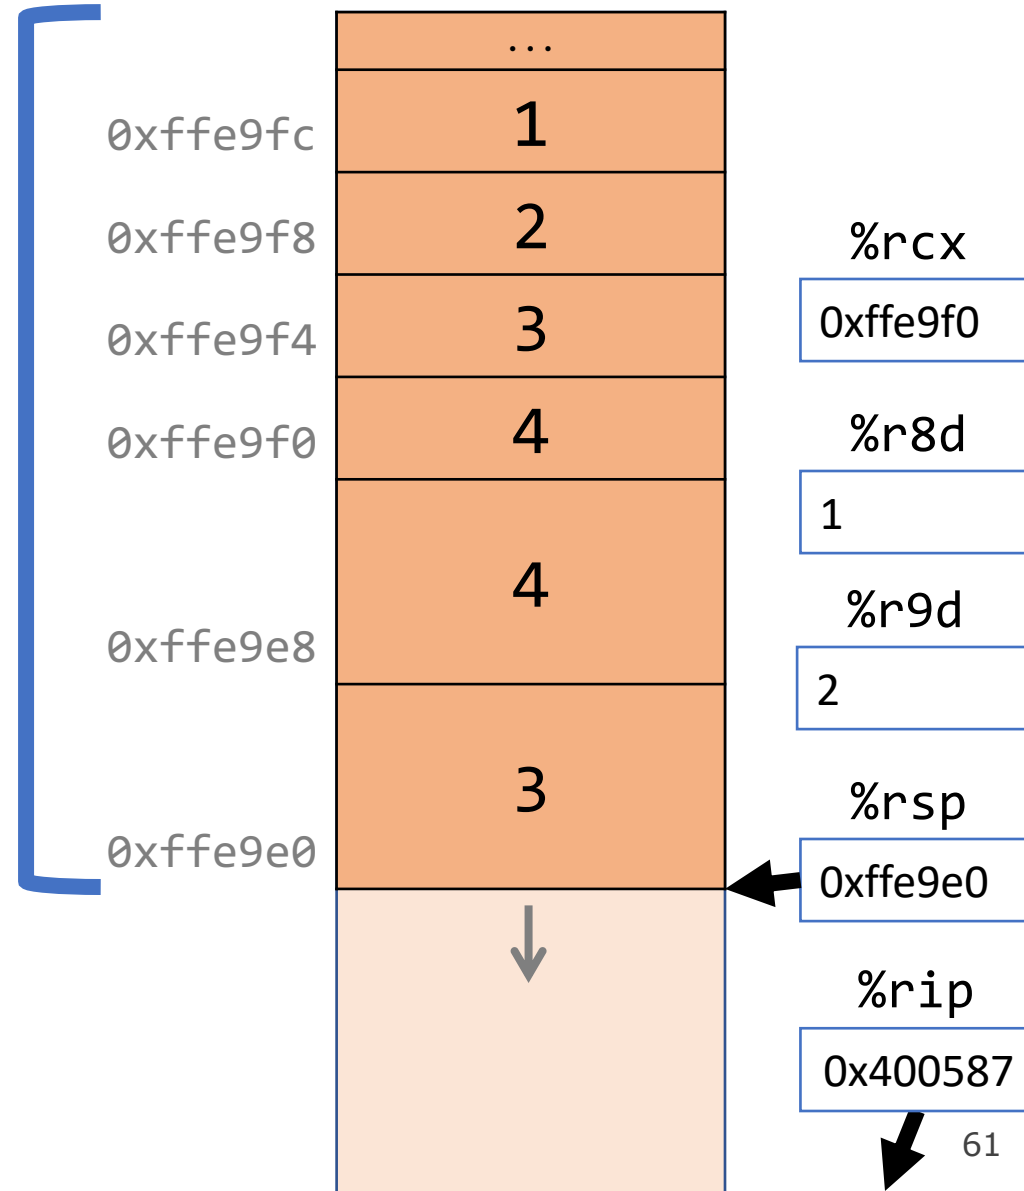 ...
0xffe9fc
1
0xffe9f8
2
0xffe9f4
3
0xffe9f0
4
0xffe9e8
4
0xffe9e0
3
%rcx
0xffe9f0
%r8d
1
%r9d
2
%rsp
0xffe9e0
%rip
0x400587
61